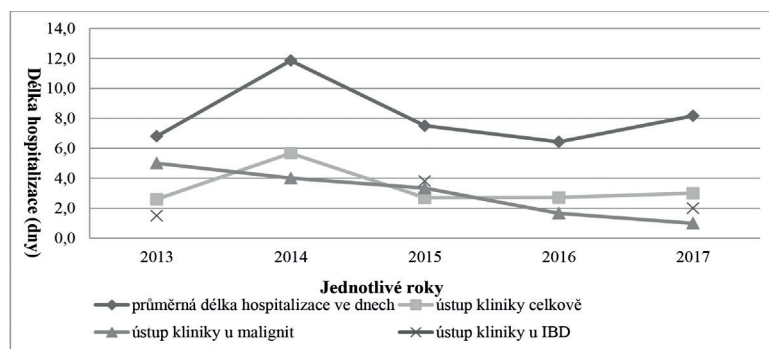 14,0
12,0
10,0
8,0
6,0
4,0
2,0
0,0
Délka hospitalizace
(dny)
2013 2014 2015 2016 2017
Jednotlivé roky
průměrná délka hospitalizace ve dnech ústup kliniky celkově
ústup kliniky u malignit ústup kliniky u IBD